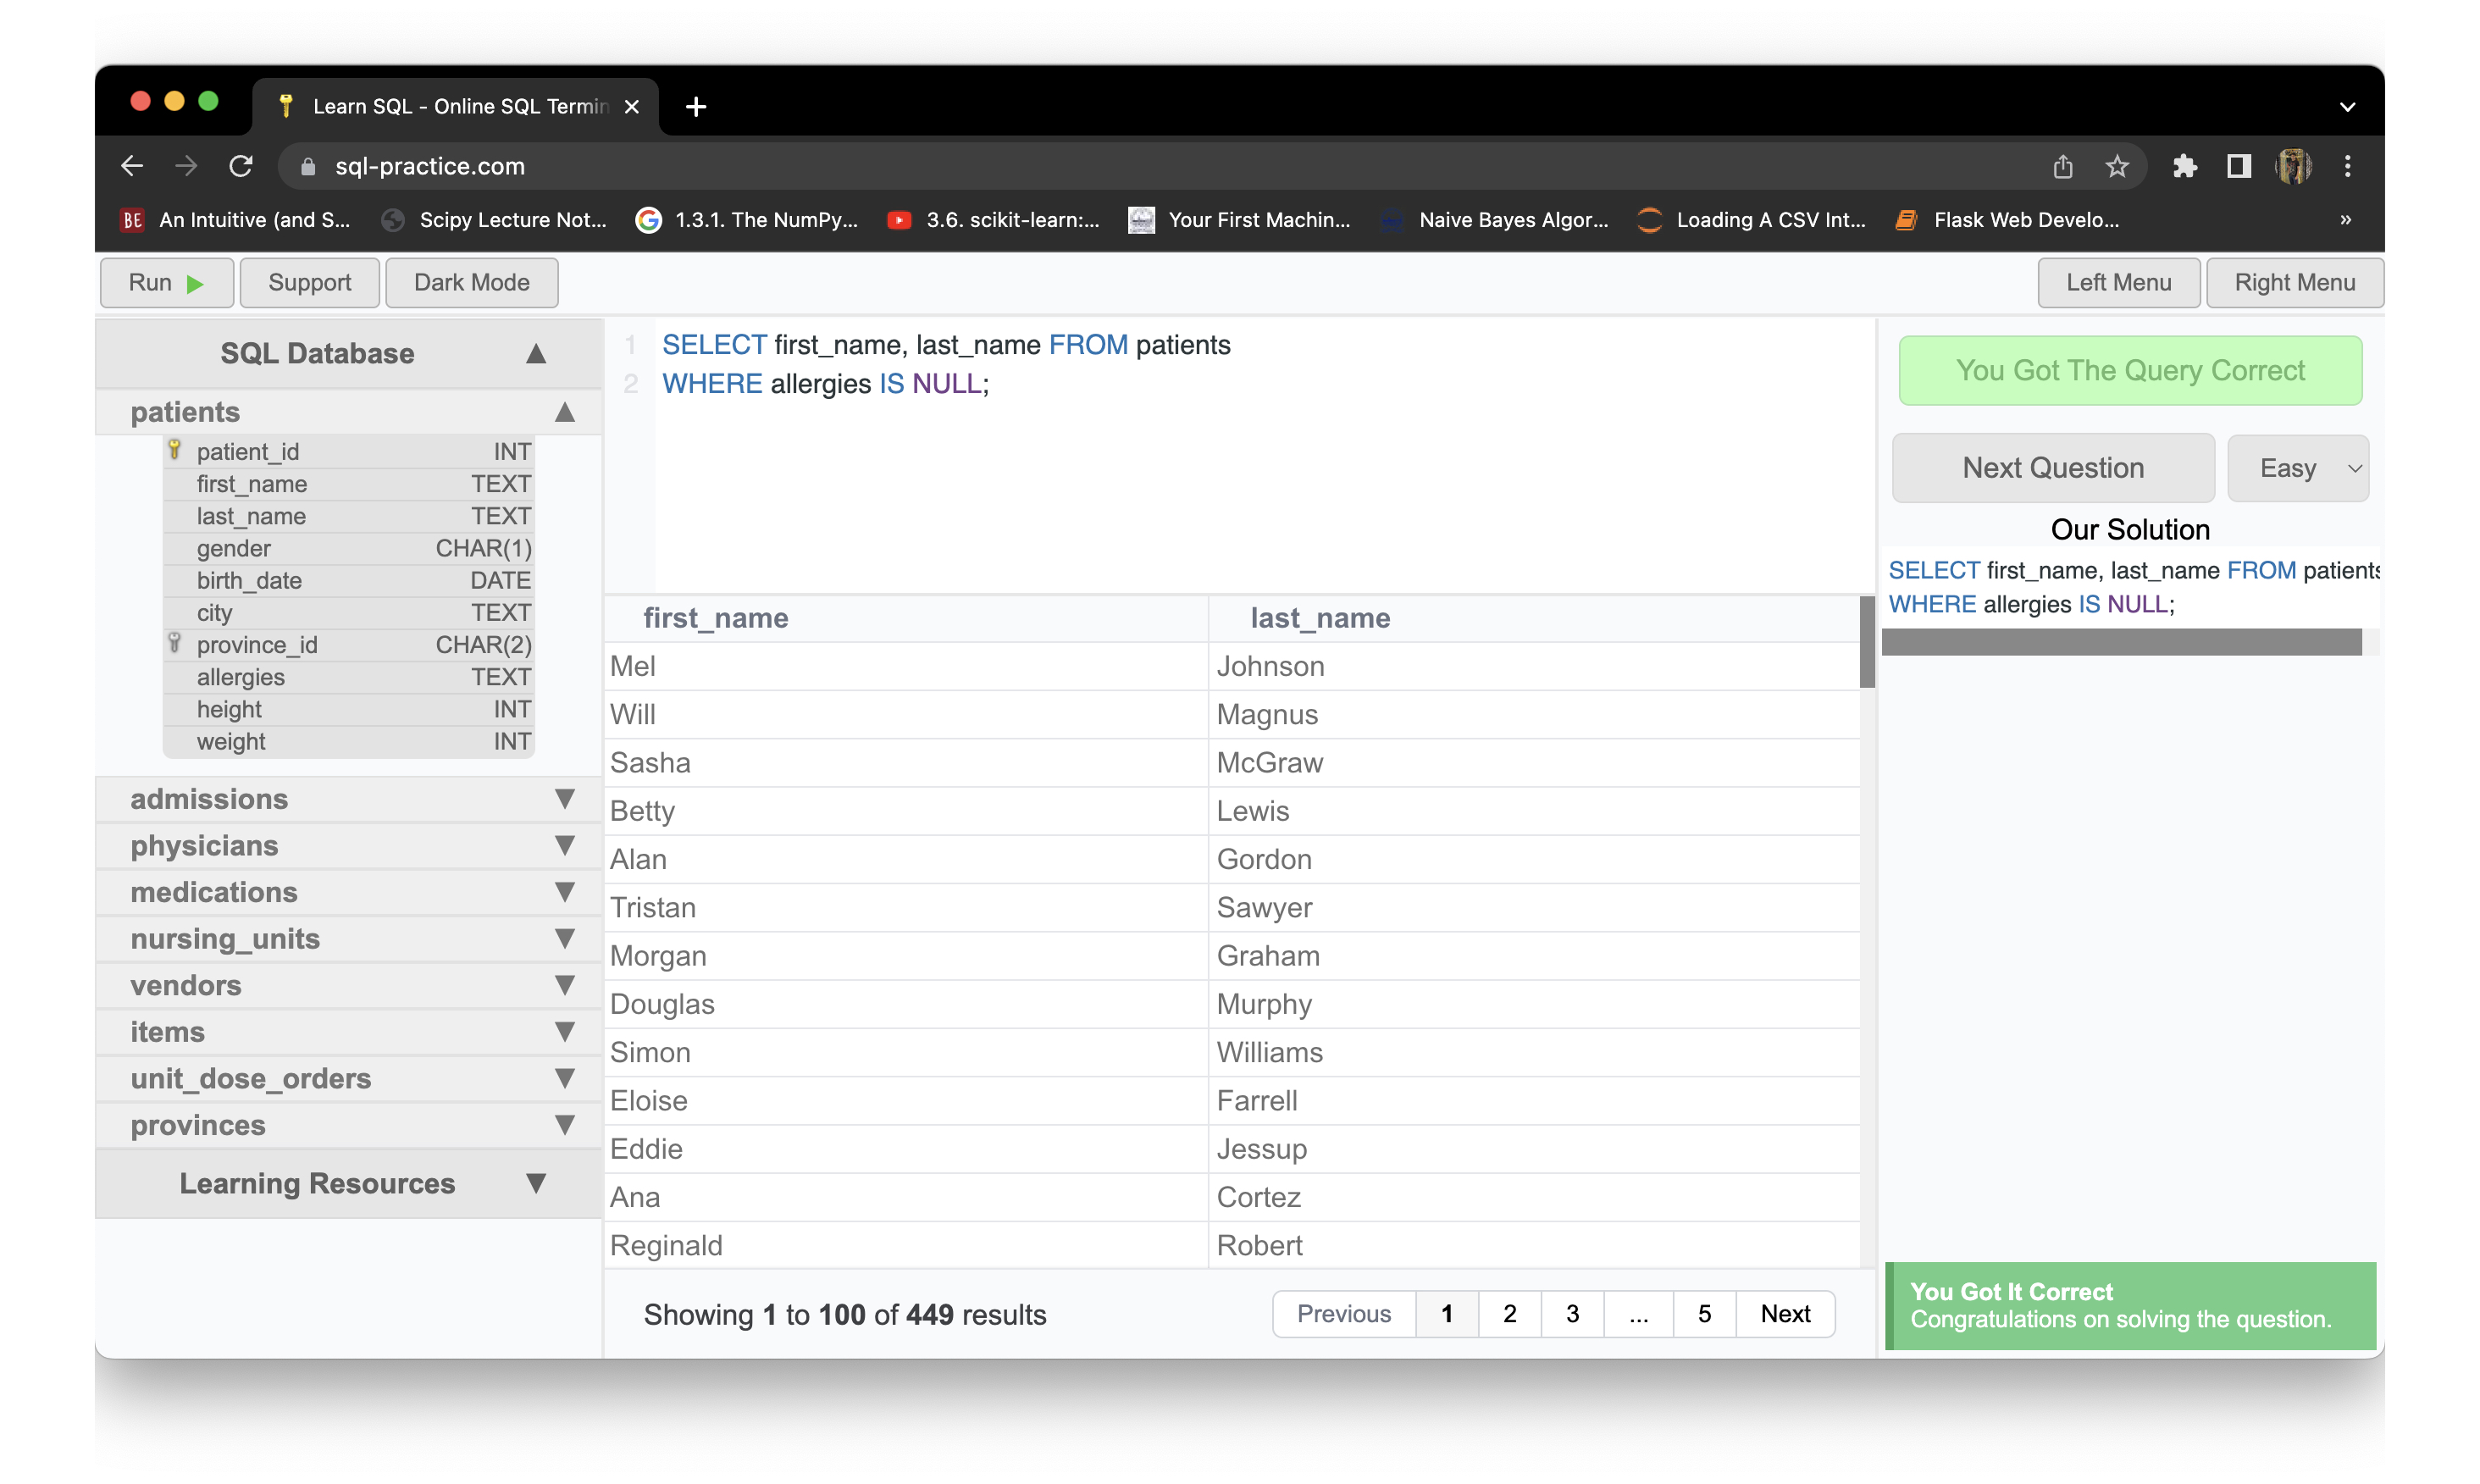 Learn SQL - Online SQL Termin
sql-practice.com
BE An Intuitive (and S...
Scipy Lecture Not...
1.3.1. The NumPy...
3.6. scikit-learn:...
Your First Machin...
Naive Bayes Algor...
Loading A CSV Int...
Flask Web Develo...
»
Run
Support
Dark Mode
Left Menu
Right Menu
SQL Database
patients
patient_id INT
first_name TEXT
last_name TEXT
gender CHAR(1)
birth_date DATE
city TEXT
province_id CHAR(2)
allergies TEXT
height INT
weight INT
admissions
physicians
medications
nursing_units
vendors
items
unit_dose_orders
provinces
Learning Resources
1 SELECT first_name, last_name FROM patients
2 WHERE allergies IS NULL;
first_name last_name
Mel Johnson
Will Magnus
Sasha McGraw
Betty Lewis
Alan Gordon
Tristan Sawyer
Morgan Graham
Douglas Murphy
Simon Williams
Eloise Farrell
Eddie Jessup
Ana Cortez
Reginald Robert
Showing 1 to 100 of 449 results
Previous 1 2 3 ... 5 Next
You Got The Query Correct
Next Question
Easy
Our Solution
SELECT first_name, last_name FROM patients
WHERE allergies IS NULL;
You Got It Correct
Congratulations on solving the question.